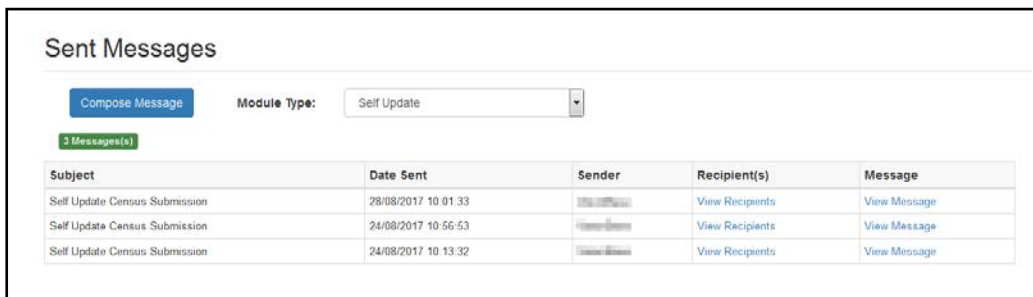 Sent Messages
Compose Message Module Type: Self Update
3 Messages(s)
Subject Date Sent Sender Recipient(s) Message
Self Update Census Submission 28/08/2017 10:01:33 View Recipients View Message
Self Update Census Submission 24/08/2017 10:56:53 View Recipients View Message
Self Update Census Submission 24/08/2017 10:13:32 View Recipients View Message